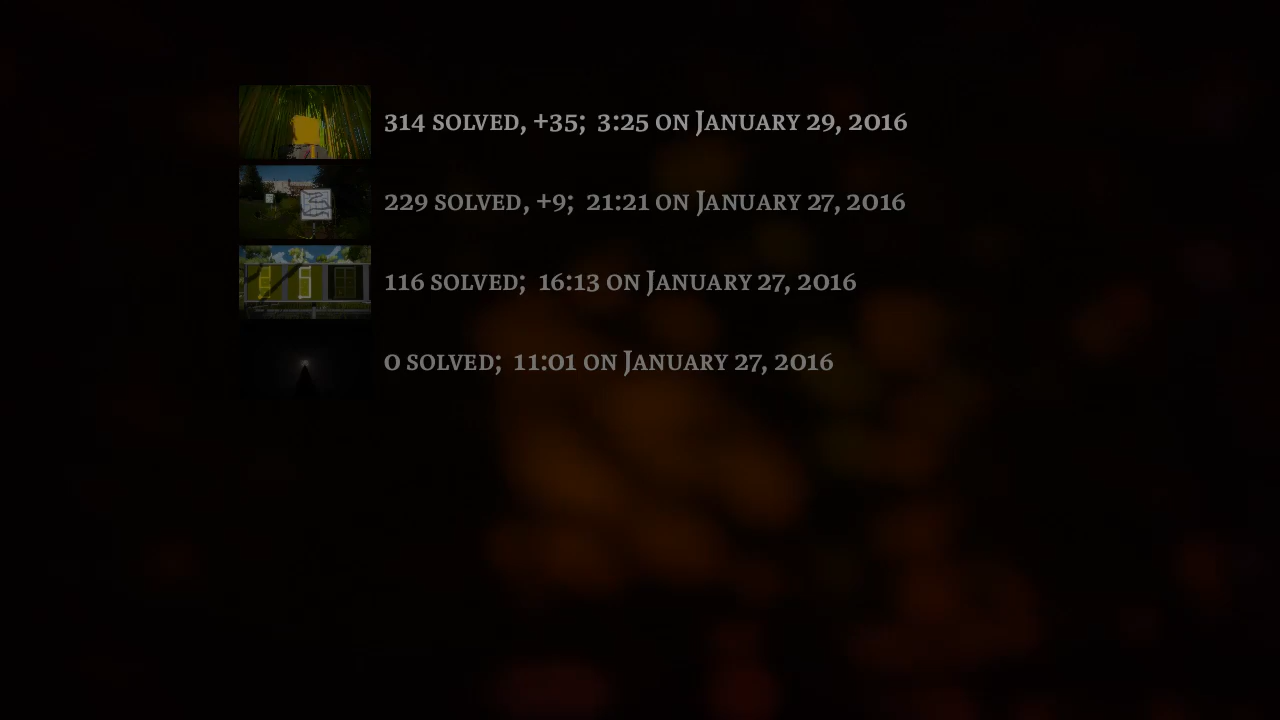 314 SOLVED, +35; 3:25 ON JANUARY 29, 2016
229 SOLVED, +9; 21:21 ON JANUARY 27, 2016
116 SOLVED; 16:13 ON JANUARY 27, 2016
0 SOLVED; 11:01 ON JANUARY 27, 2016